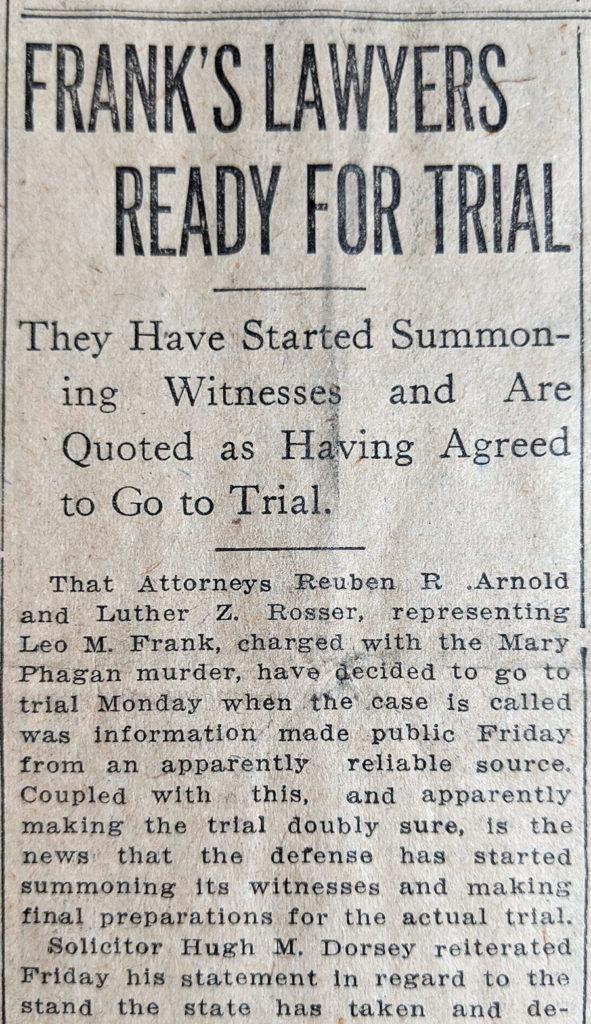 FRANK'S LAWYERS
READY FOR TRIAL
They Have Started Summon-
ing Witnesses and Are
Quoted as Having Agreed
to Go to Trial.
That Attorneys Reuben R .Arnold
and Luther Z. Rosser, representing
Leo M. Frank, charged with the Mary
Phagan murder, have decided to go to
trial Monday when the case is called
was information made public Friday
from an apparently reliable source.
Coupled with this, and apparently
making the trial doubly sure, is the
news that the defense has started
summoning its witnesses and making
final preparations for the actual trial.
Solicitor Hugh M. Dorsey reiterated
Friday his statement in regard to the
stand the state has taken and de-